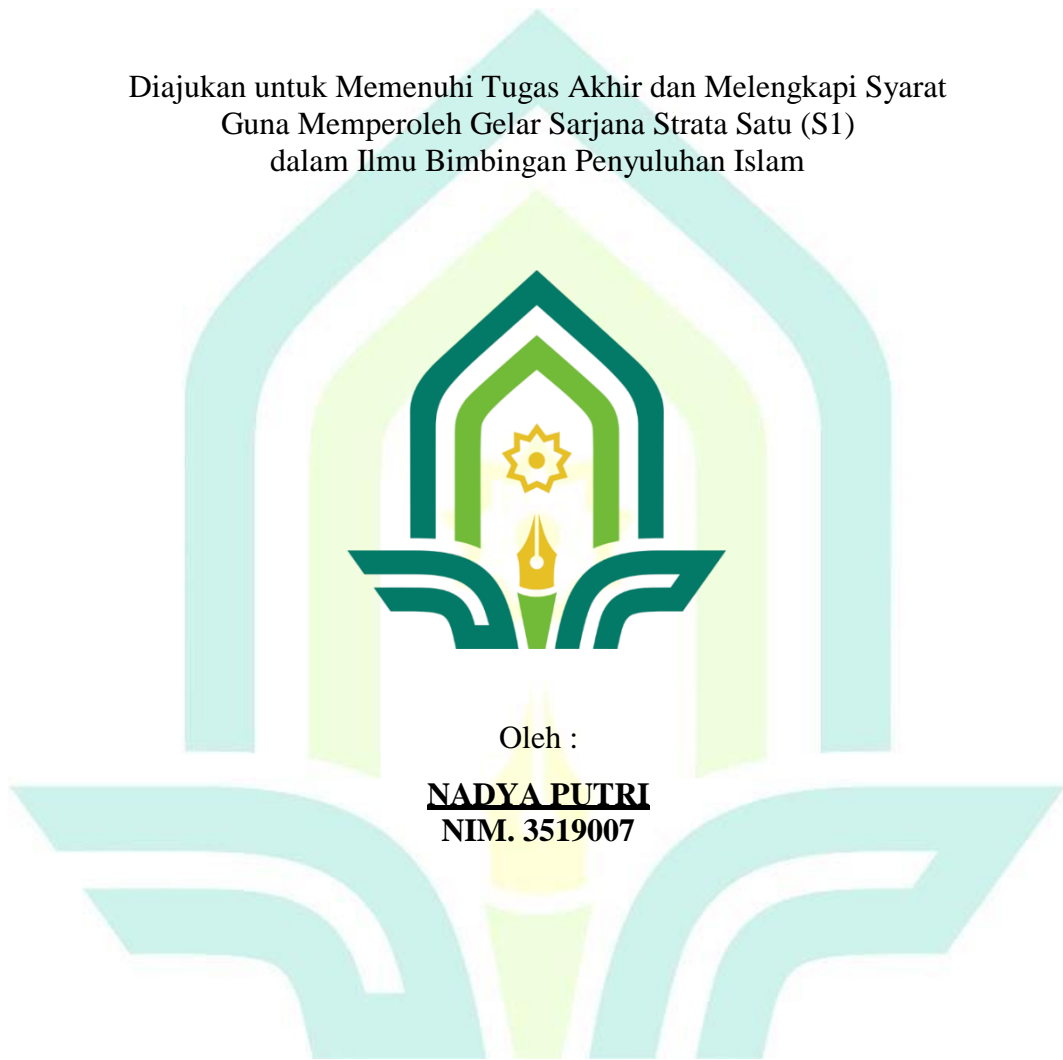 Diajukan untuk Memenuhi Tugas Akhir dan Melengkapi Syarat
Guna Memperoleh Gelar Sarjana Strata Satu (S1)
dalam Ilmu Bimbingan Penyuluhan Islam
Oleh :
NADYA PUTRI
NIM. 3519007